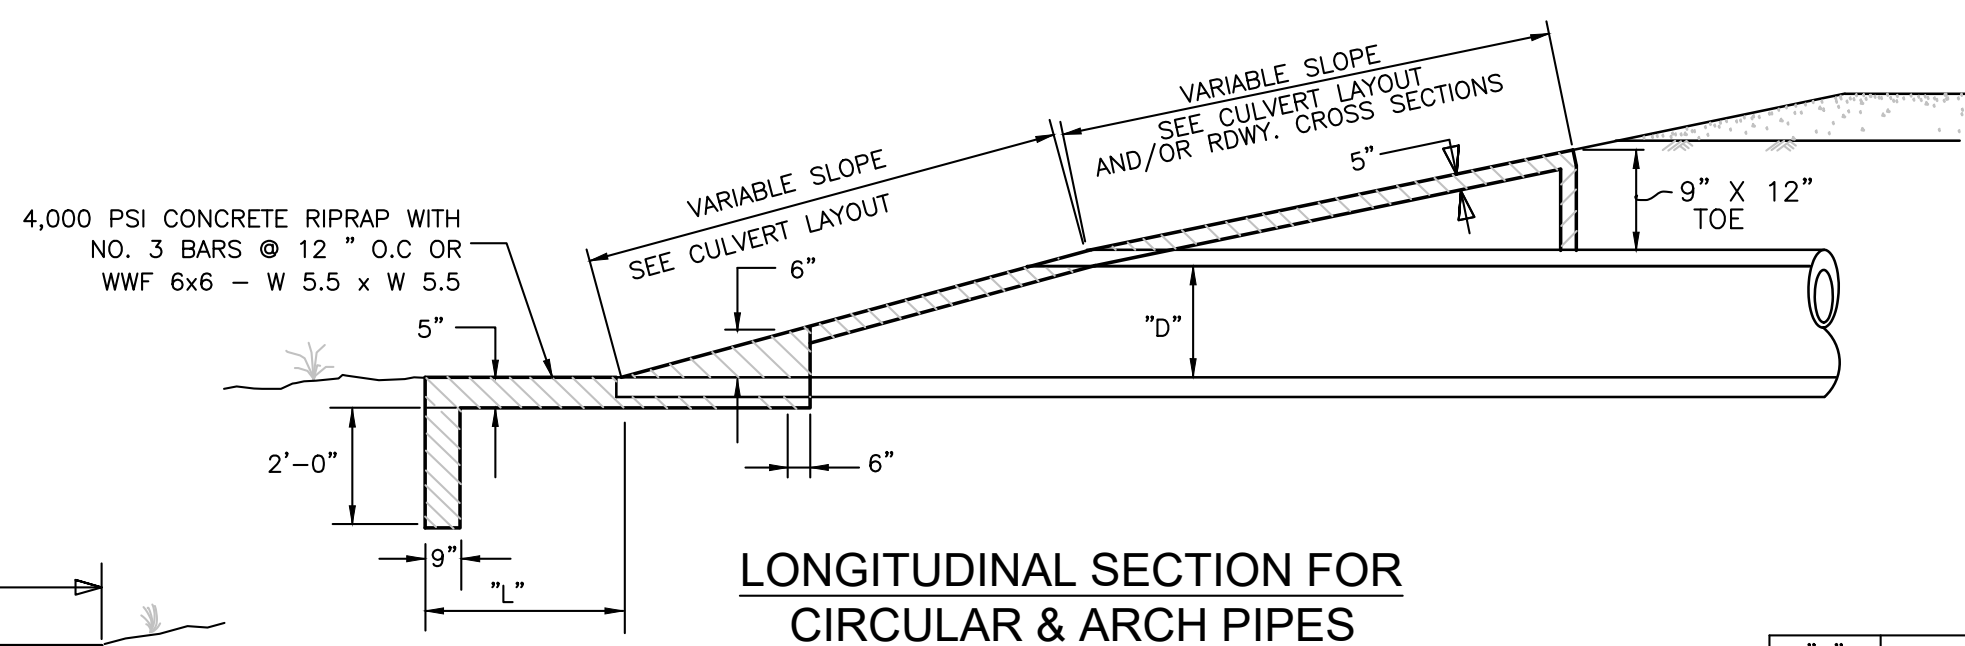 VARIABLE SLOPE
SEE CULVERT LAYOUT
AND/OR RDWY. CROSS SECTIONS
5"
9" X 12"
TOE
VARIABLE SLOPE
SEE CULVERT LAYOUT
4,000 PSI CONCRETE RIPRAP WITH
NO. 3 BARS @ 12 " O.C OR
WWF 6x6 – W 5.5 x W 5.5
6"
5"
"D"
2'–0"
6"
9"
"L"
LONGITUDINAL SECTION FOR
CIRCULAR & ARCH PIPES